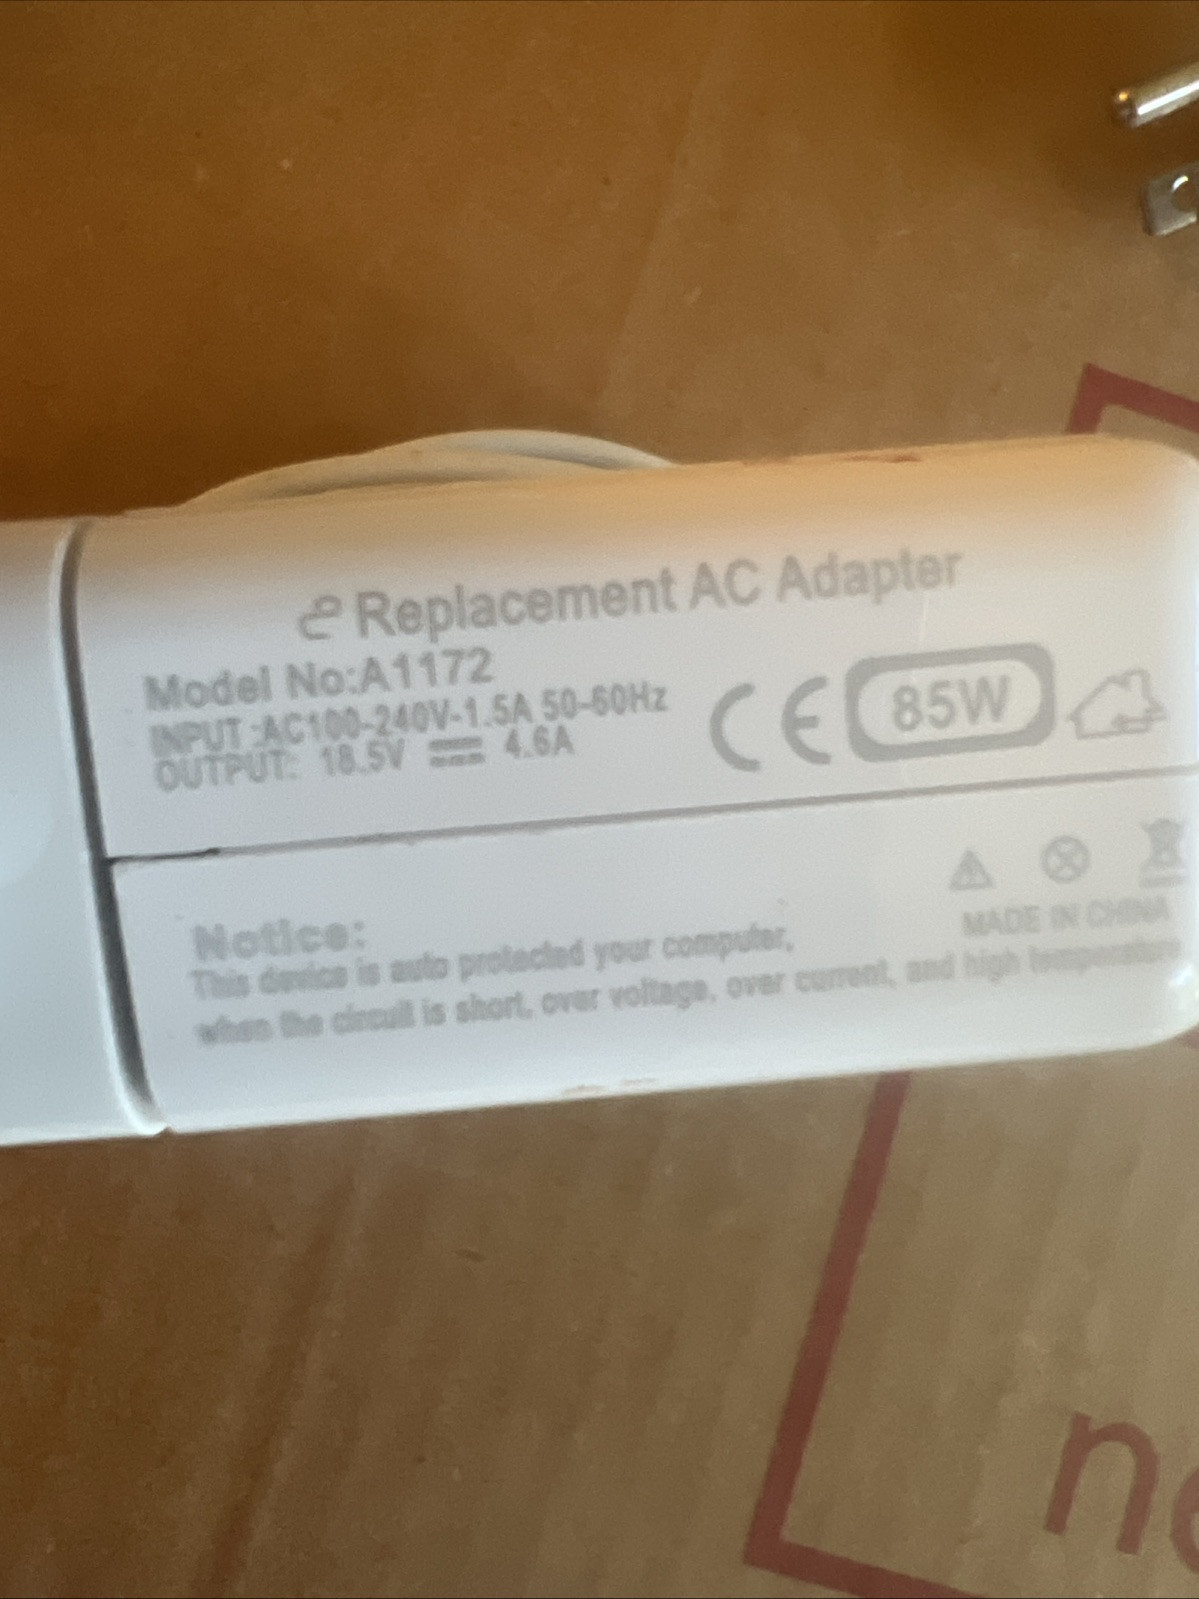 Replacement AC Adapter
Model No:A1172
INPUT :AC100-240V-1.5A 50-60Hz
OUTPUT: 18.5V 4.6A
CE
85W
MADE IN CHINA
Notice:
This device is auto protected your computer,
when the circuit is short, over voltage, over current, and high temperature